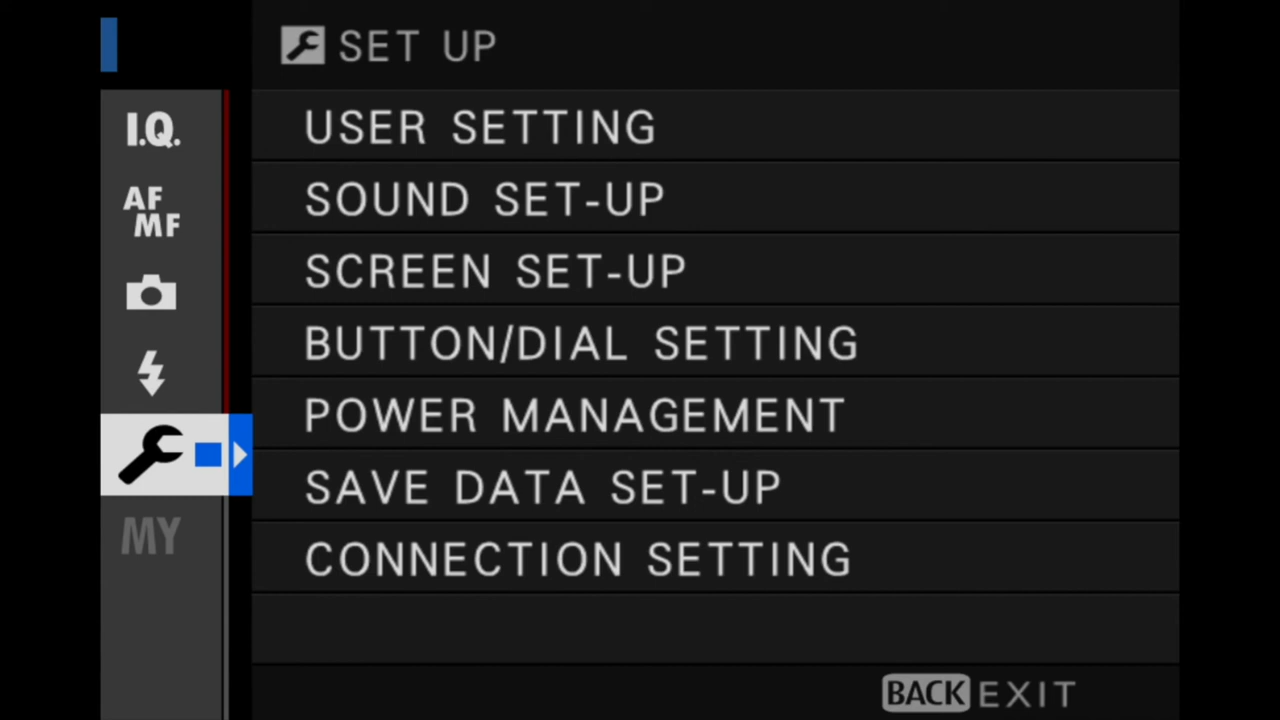 SET UP
I.Q.
USER SETTING
SOUND SET-UP
AF
MF
SCREEN SET-UP
BUTTON/DIAL SETTING
POWER MANAGEMENT
SAVE DATA SET-UP
MY
CONNECTION SETTING
BACK EXIT